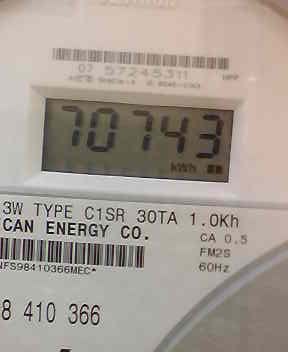 07 57245311
70743
kWh
3W TYPE C1SR 30TA 1.0Kh
CAN ENERGY CO.
CA 0.5
FM2S
60Hz
NFS98410366MEC*
8 410 366